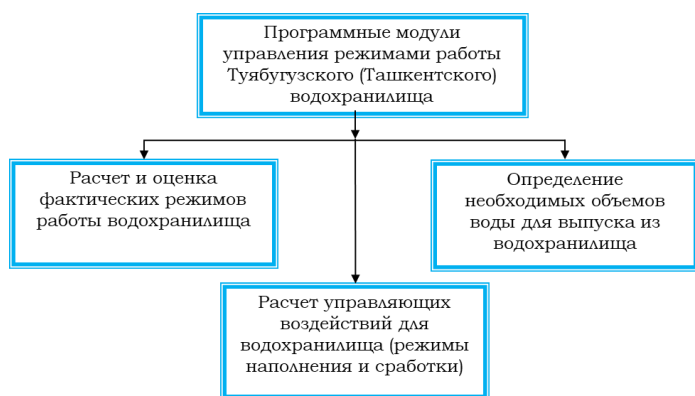 Программные модули
управления режимами работы
Туябугузского (Ташкентского)
водохранилища
Расчет и оценка
фактических режимов
работы водохранилища
Определение
необходимых объемов
воды для выпуска из
водохранилища
Расчет управляющих
воздействий для
водохранилища (режимы
наполнения и сработки)